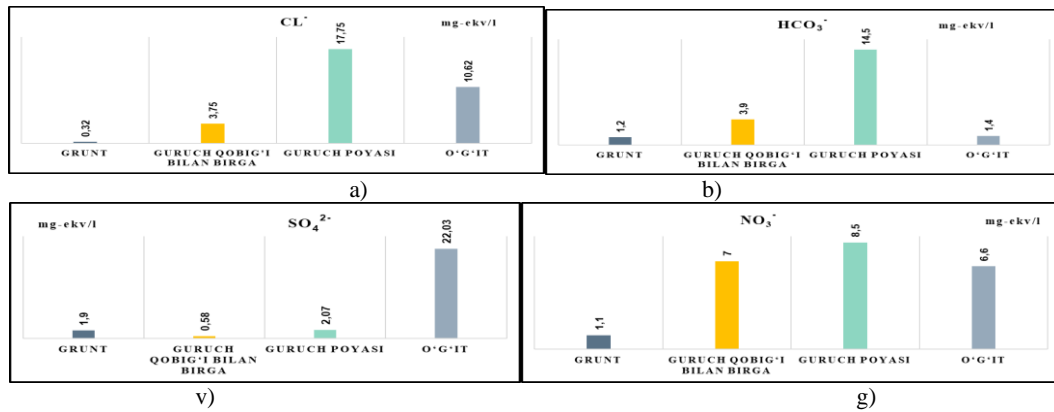 CL⁻ mg-ekv/l
0,32
3,75
17,75
10,62
GRUNT
GURUCH QOBIG‘I BILAN BIRGA
GURUCH POYASI
O‘G‘IT
a)
HCO₃⁻ mg-ekv/l
1,2
3,9
14,5
1,4
GRUNT
GURUCH QOBIG‘I BILAN BIRGA
GURUCH POYASI
O‘G‘IT
b)
mg-ekv/l SO₄²⁻
1,9
0,58
2,07
22,03
GRUNT
GURUCH
QOBIG‘I BILAN
BIRGA
GURUCH POYASI
O‘G‘IT
v)
NO₃⁻ mg-ekv/l
1,1
7
8,5
6,6
GRUNT
GURUCH QOBIG‘I
BILAN BIRGA
GURUCH POYASI
O‘G‘IT
g)